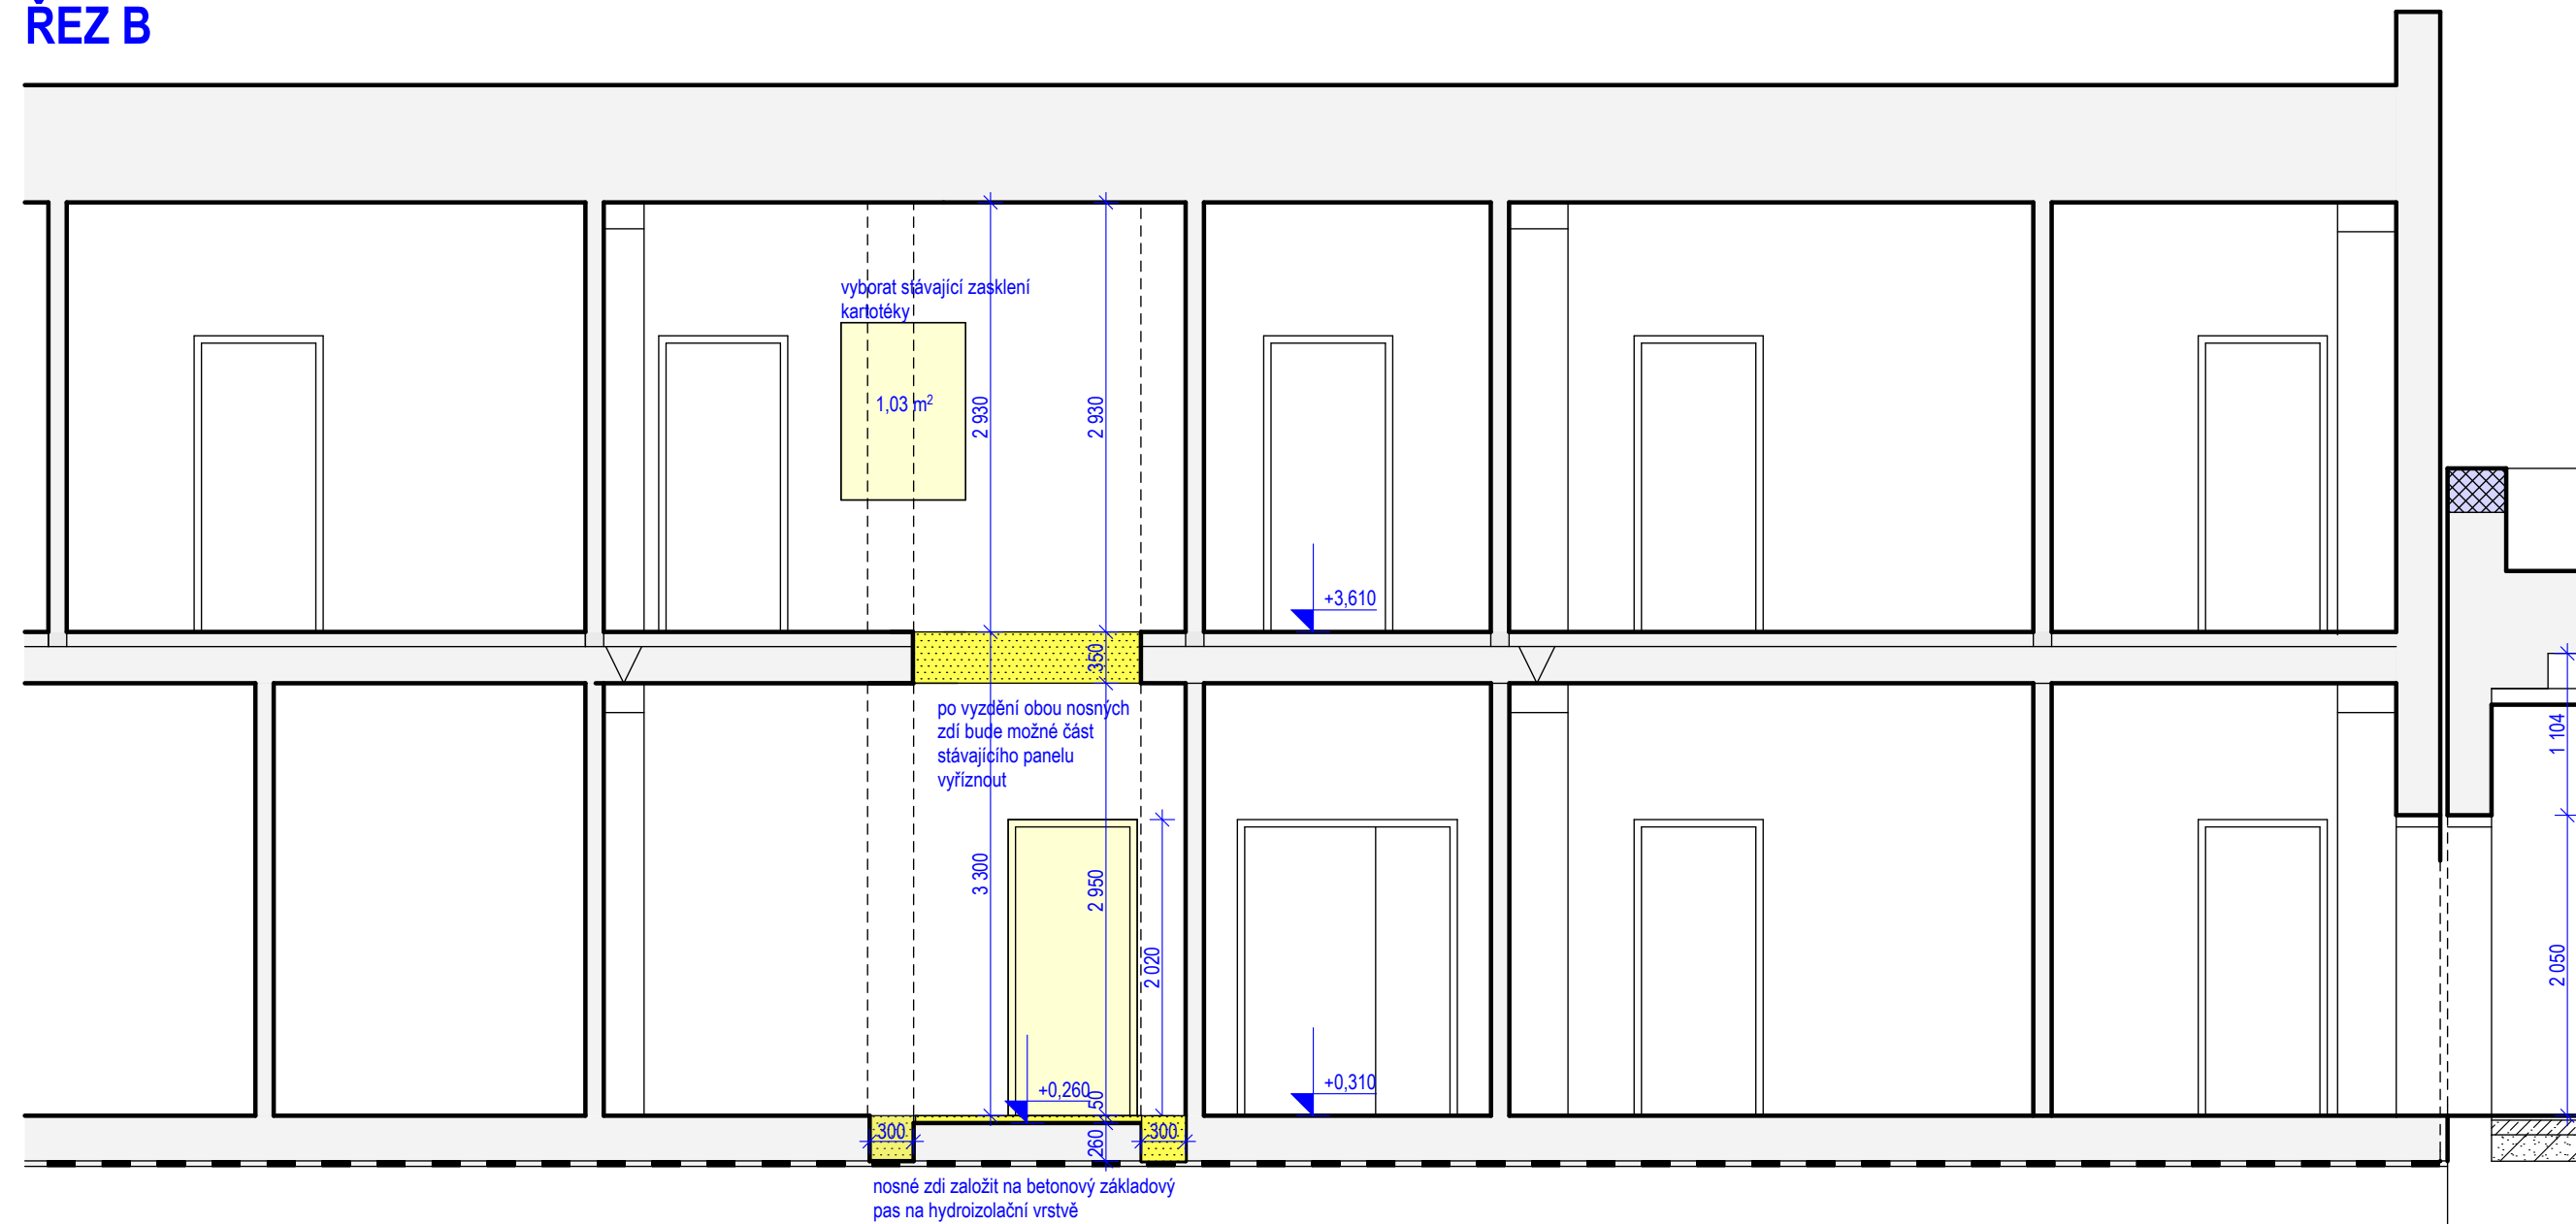 ŘEZ B
vyborat stávající zasklení
kartotéky
1,03 m²
2 930
2 930
+3,610
350
po vyzdění obou nosných
zdí bude možné část
stávajícího panelu
vyříznout
1 104
3 300
2 950
2 020
2 050
+0,260
50
+0,310
300
260
300
nosné zdi založit na betonový základový
pas na hydroizolační vrstvě